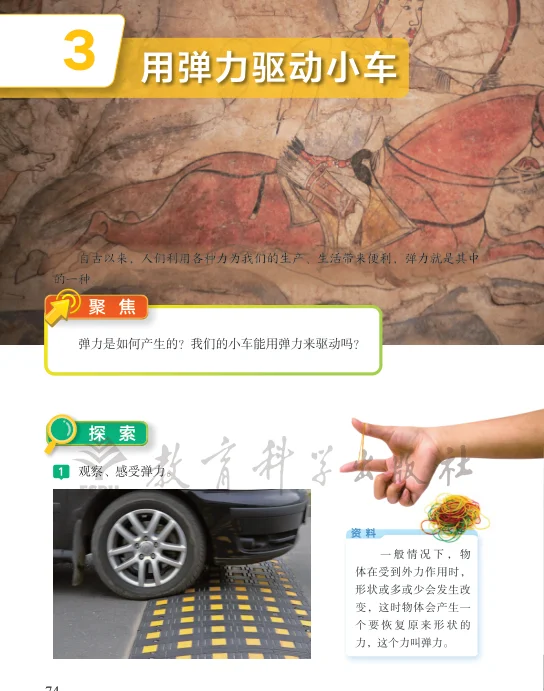 3
用弹力驱动小车
自古以来，人们利用各种力为我们的生产、生活带来便利，弹力就是其中
的一种
聚焦
弹力是如何产生的？我们的小车能用弹力来驱动吗？
探索
教育科学出版社
1 观察、感受弹力。
资料
一般情况下，物
体在受到外力作用时，
形状或多或少会发生改
变，这时物体会产生一
个要恢复原来形状的
力，这个力叫弹力。
74